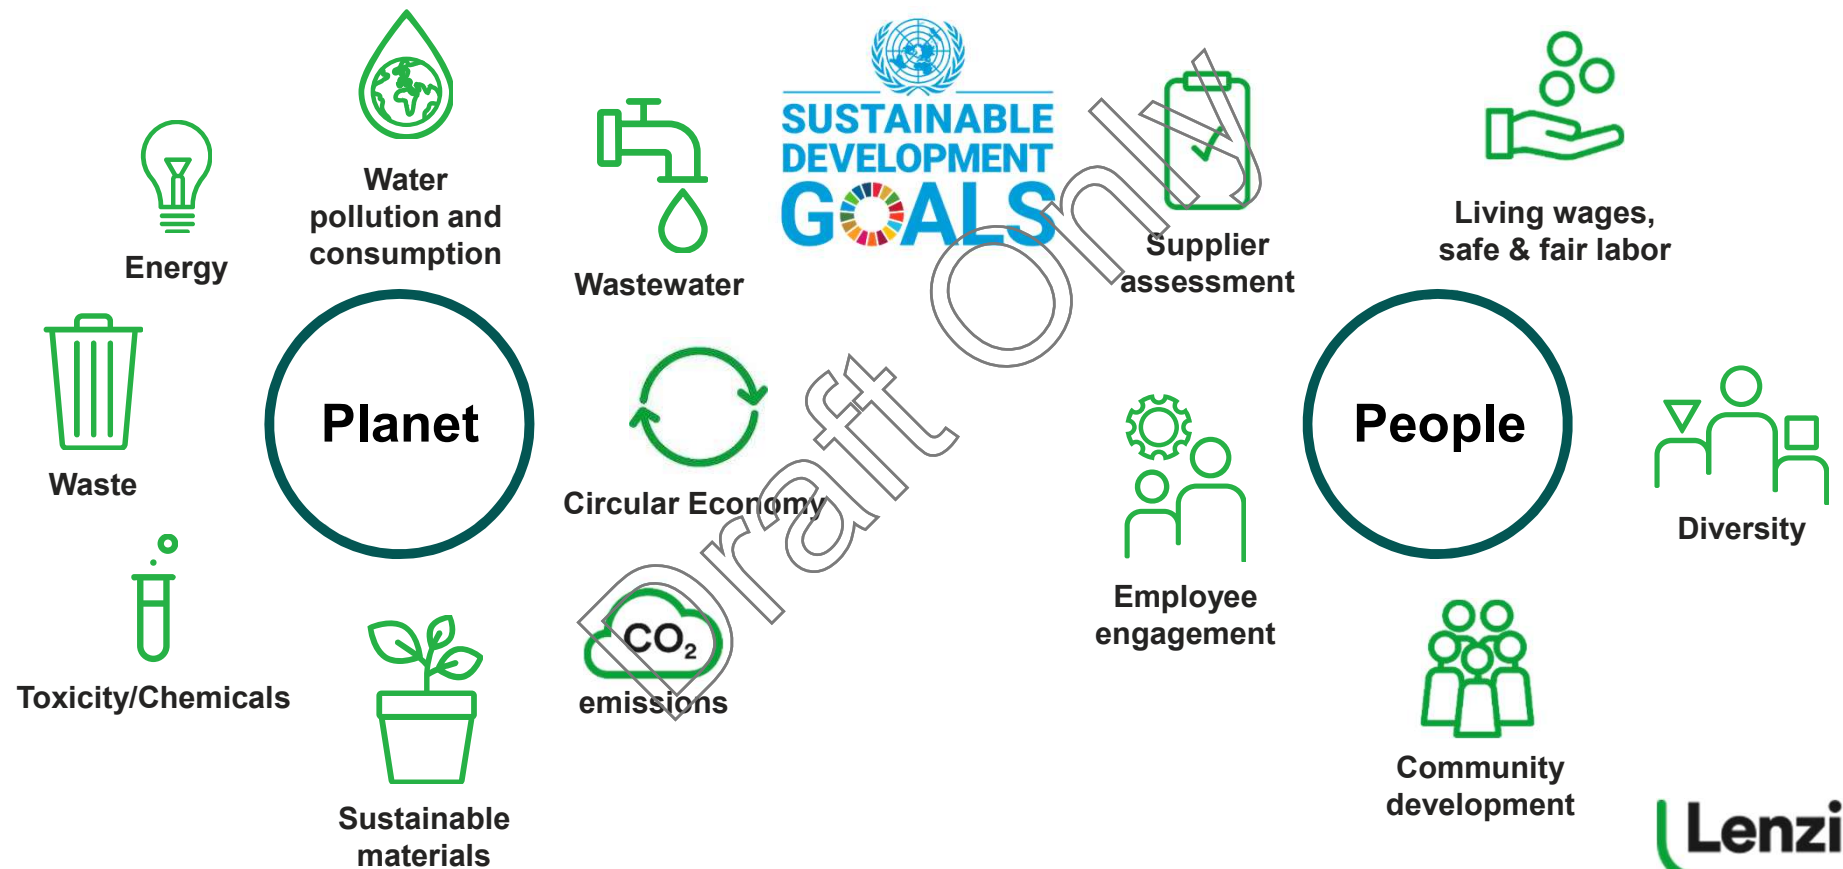 SUSTAINABLE
DEVELOPMENT
GOALS
Water
pollution and
consumption
Energy
Wastewater
Waste
Planet
Circular Economy
Toxicity/Chemicals
CO₂
emissions
Sustainable
materials
Supplier
assessment
Living wages,
safe & fair labor
People
Diversity
Employee
engagement
Community
development
Draft only
Lenzi